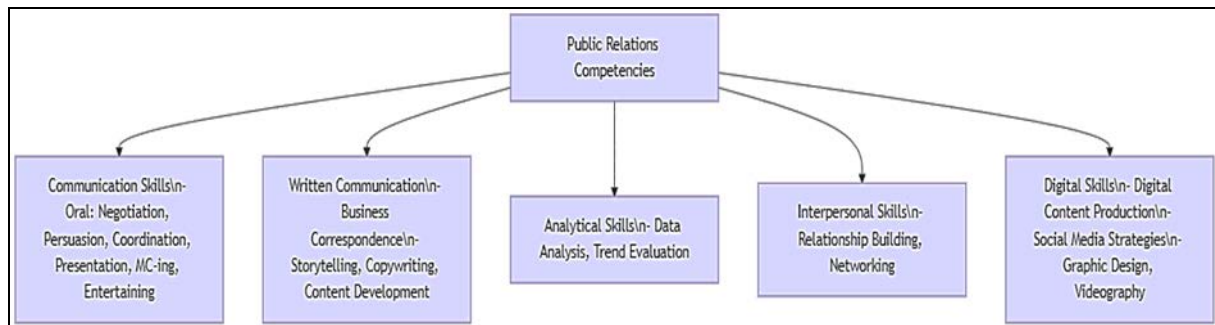 Public Relations
Competencies
Communication Skills\n-
Oral: Negotiation,
Persuasion, Coordination,
Presentation, MC-ing,
Entertaining
Written Communication\n-
Business
Correspondence\n-
Storytelling, Copywriting,
Content Development
Analytical Skills\n- Data
Analysis, Trend Evaluation
Interpersonal Skills\n-
Relationship Building,
Networking
Digital Skills\n- Digital
Content Production\n-
Social Media Strategies\n-
Graphic Design,
Videography